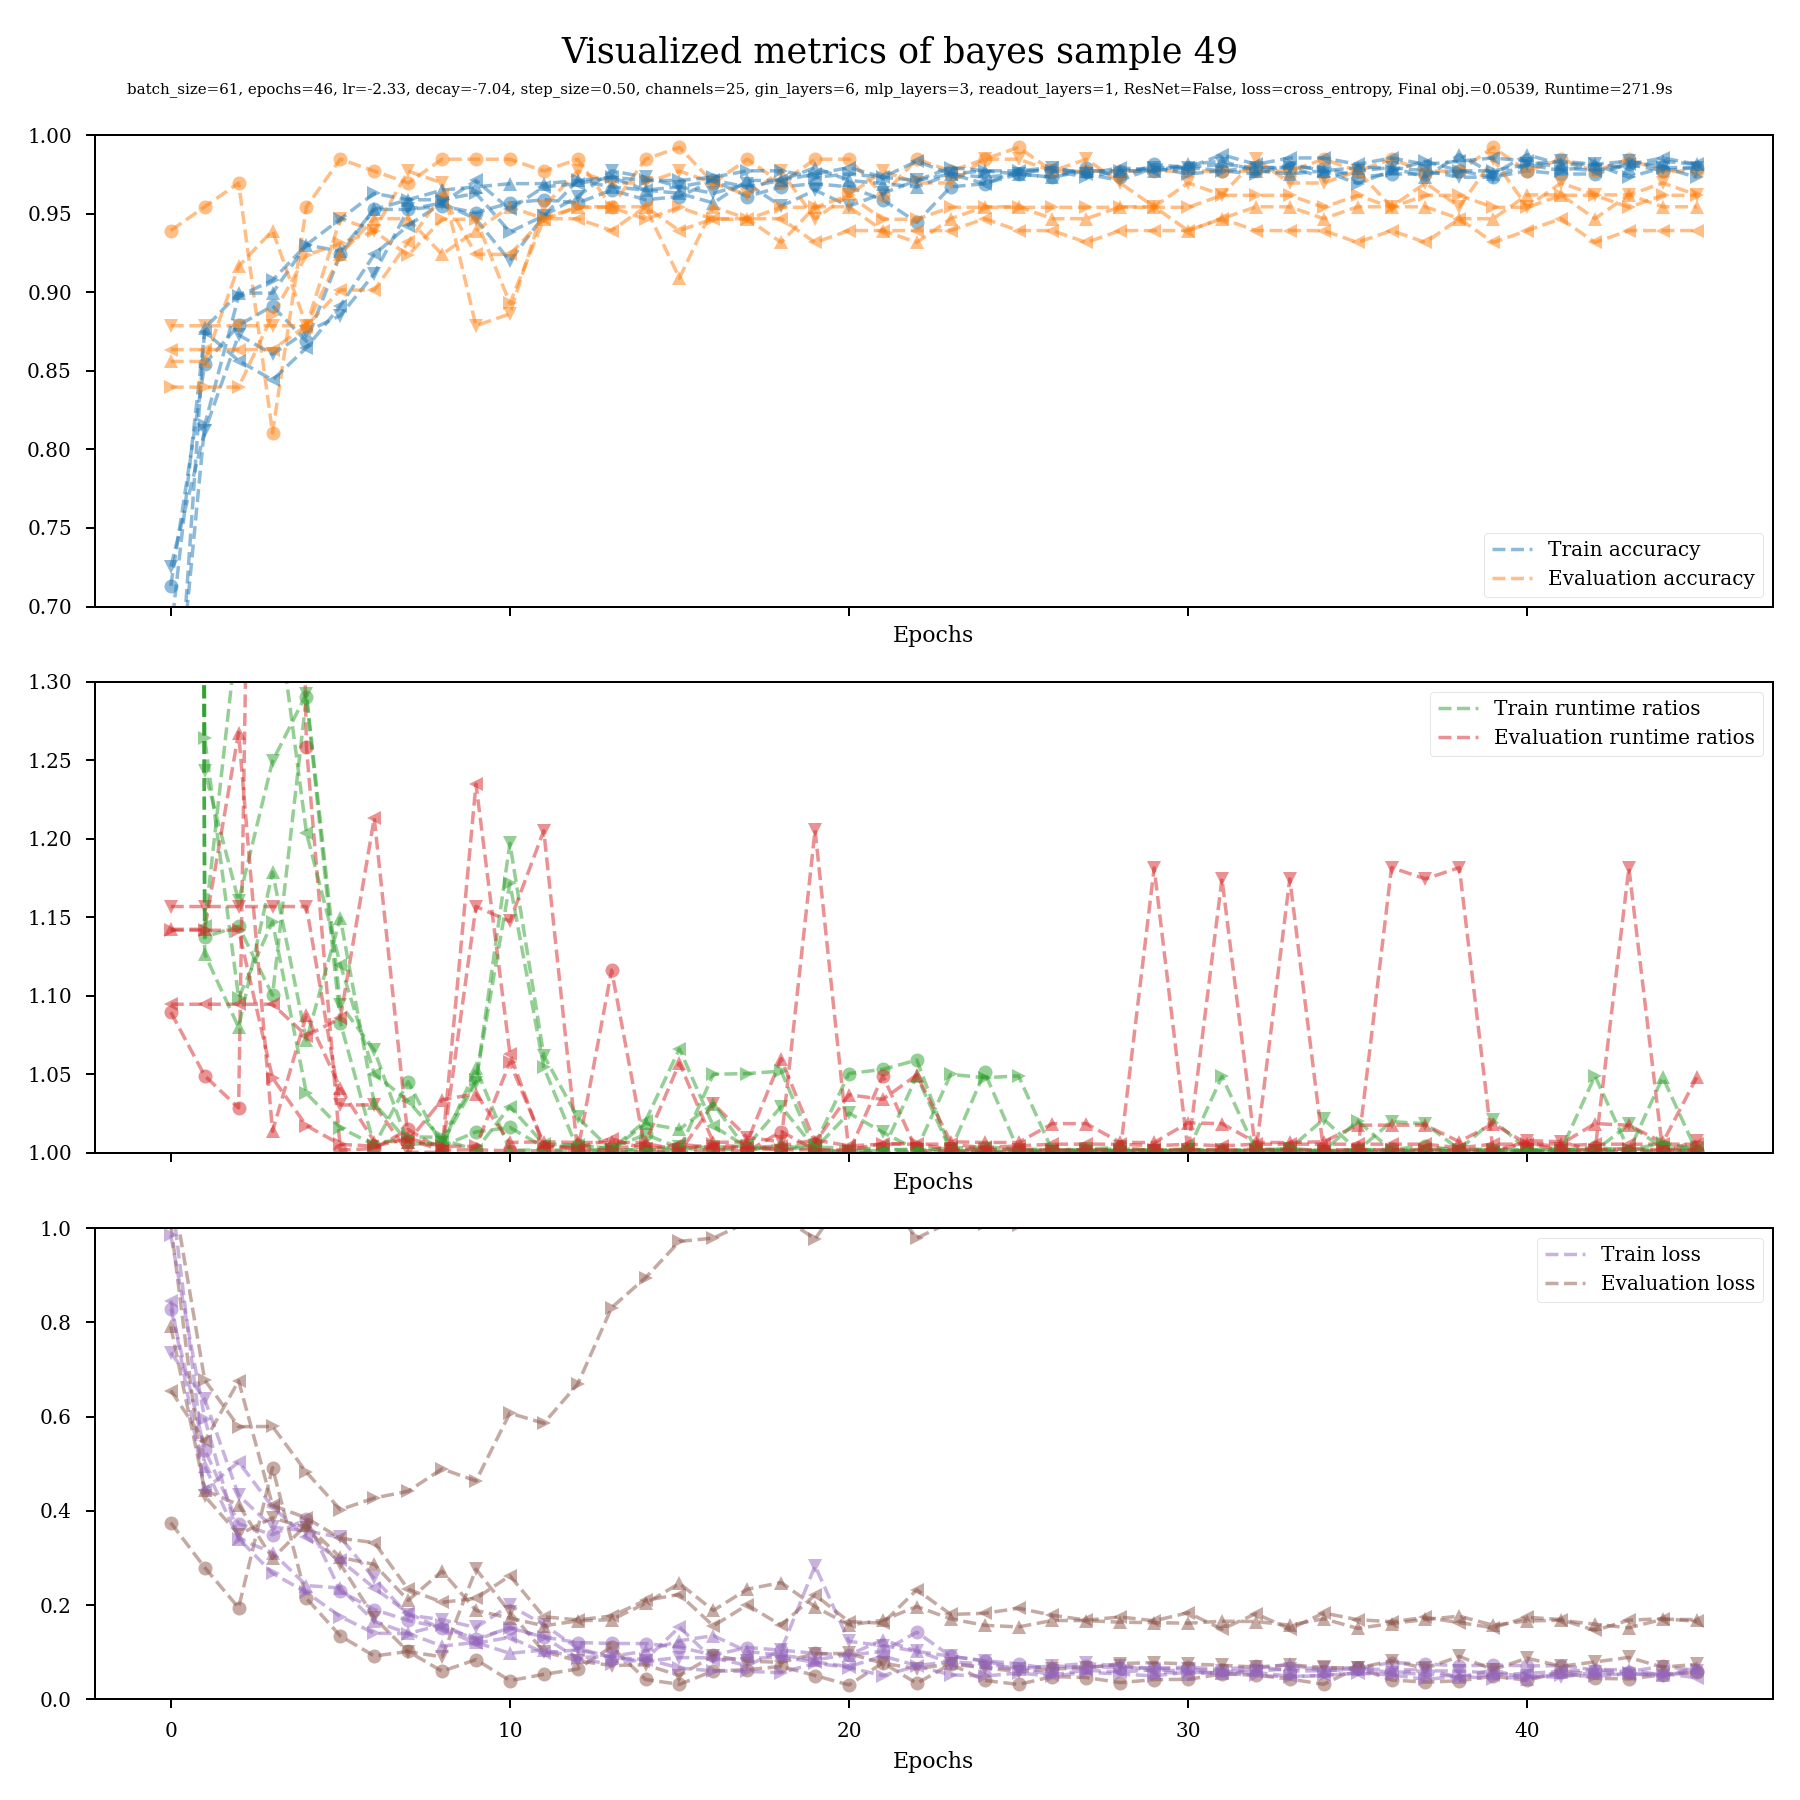 Visualized metrics of bayes sample 49
batch_size=61, epochs=46, lr=-2.33, decay=-7.04, step_size=0.50, channels=25, gin_layers=6, mlp_layers=3, readout_layers=1, ResNet=False, loss=cross_entropy, Final obj.=0.0539, Runtime=271.9s
1.00
0.95
0.90
0.85
0.80
0.75
0.70
Train accuracy
Evaluation accuracy
Epochs
1.30
1.25
1.20
1.15
1.10
1.05
1.00
Train runtime ratios
Evaluation runtime ratios
Epochs
1.0
0.8
0.6
0.4
0.2
0.0
Train loss
Evaluation loss
0 10 20 30 40
Epochs